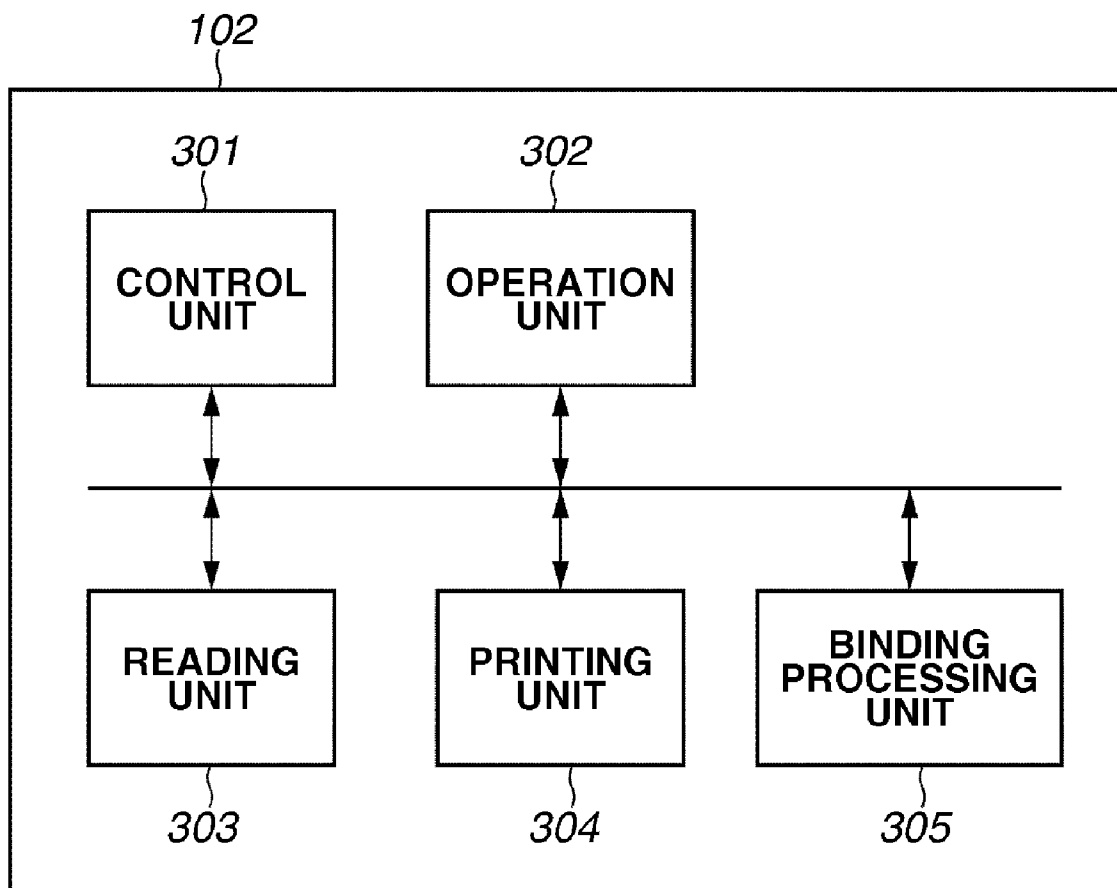 102
301
302
CONTROL
UNIT
OPERATION
UNIT
READING
UNIT
PRINTING
UNIT
BINDING
PROCESSING
UNIT
303
304
305